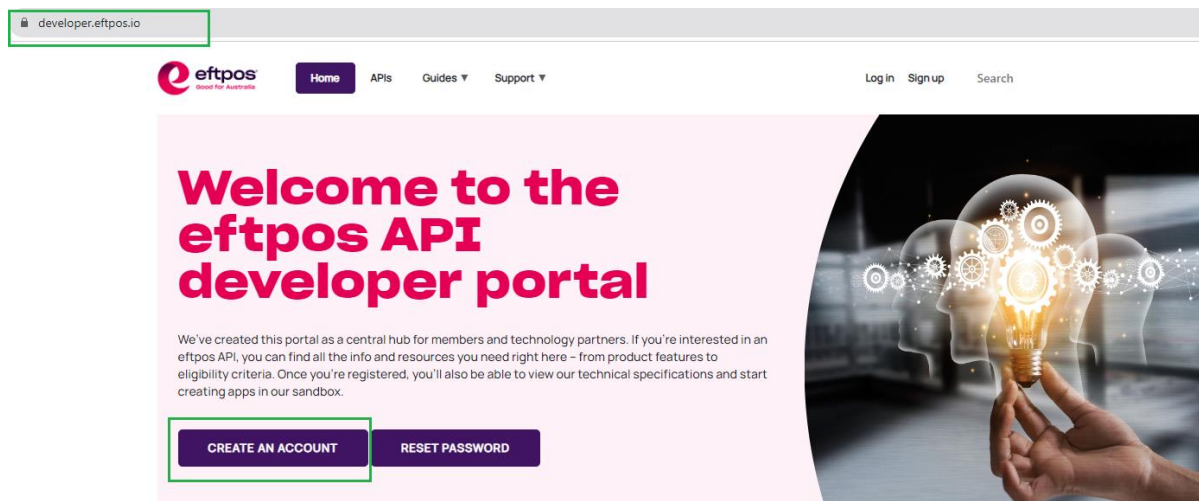 developer.eftpos.io
eftpos
Good for Australia
Home APIs Guides ▼ Support ▼ Log in Sign up Search
Welcome to the
eftpos API
developer portal
We've created this portal as a central hub for members and technology partners. If you're interested in an
eftpos API, you can find all the info and resources you need right here – from product features to
eligibility criteria. Once you're registered, you'll also be able to view our technical specifications and start
creating apps in our sandbox.
CREATE AN ACCOUNT RESET PASSWORD